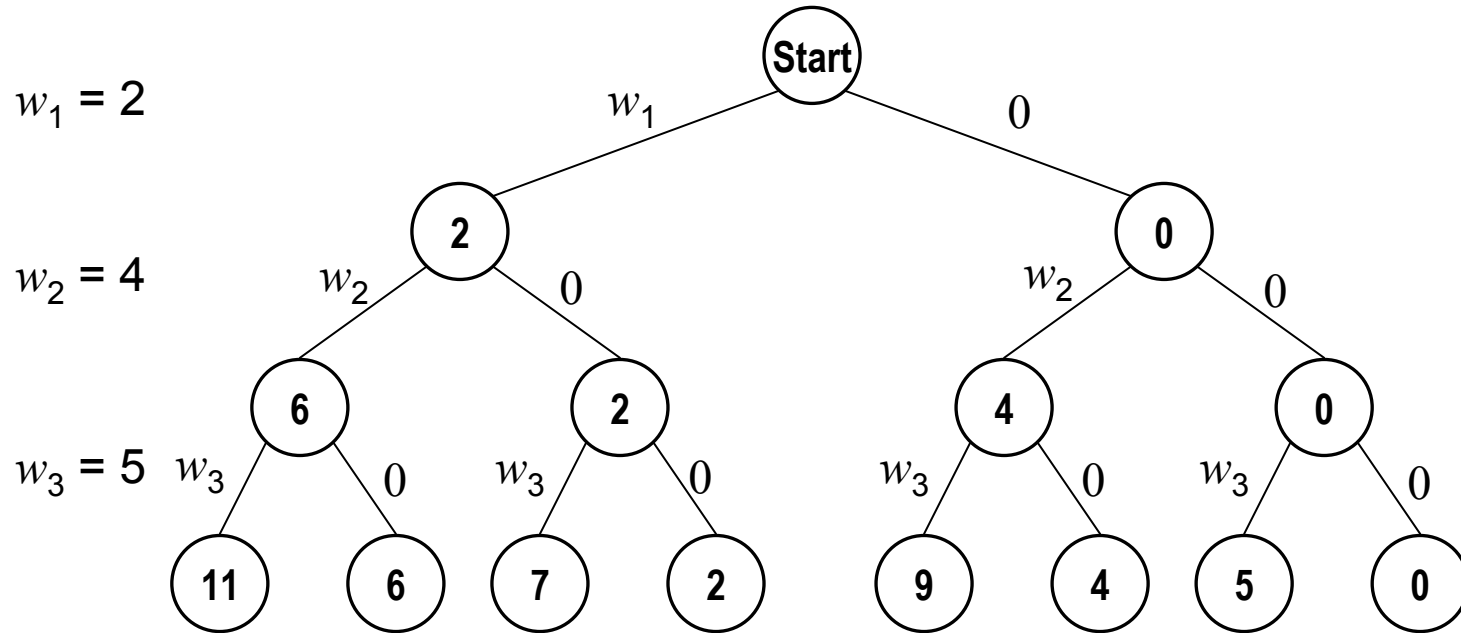 Start
w₁ = 2 w₁ 0
2 0
w₂ = 4 w₂ 0 w₂ 0
6 2 4 0
w₃ = 5 w₃ 0 w₃ 0 w₃ 0 w₃ 0
11 6 7 2 9 4 5 0